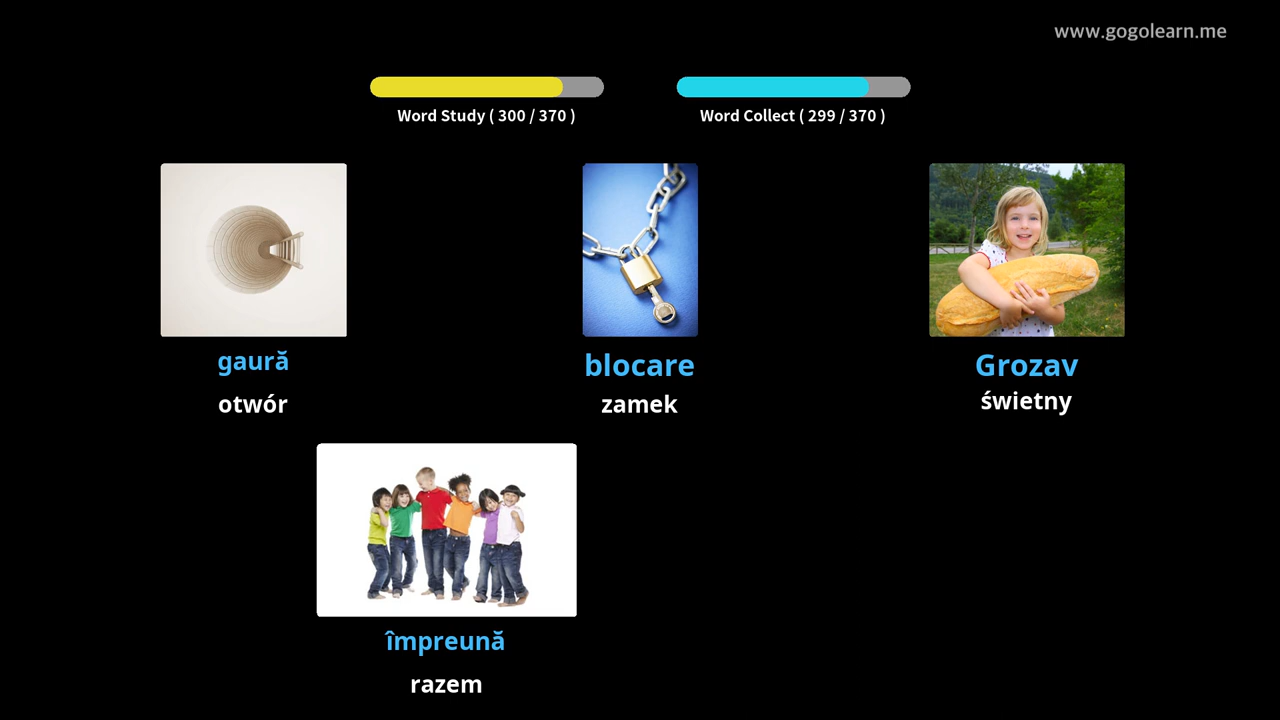 www.gogolearn.me
Word Study ( 300 / 370 )
Word Collect ( 299 / 370 )
gaură
otwór
blocare
zamek
Grozav
świetny
împreună
razem